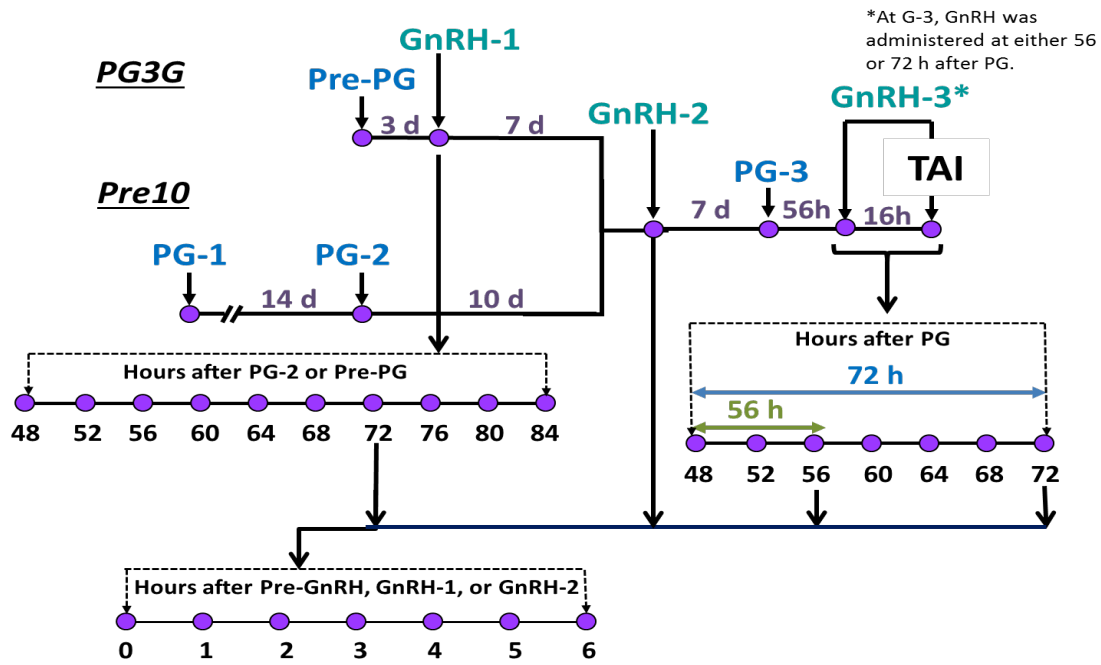 *At G-3, GnRH was
administered at either 56
or 72 h after PG.
GnRH-1
PG3G
Pre-PG
GnRH-3*
GnRH-2
3 d
7 d
TAI
PG-3
Pre10
7 d
56h
16h
PG-1
PG-2
14 d
10 d
Hours after PG
72 h
Hours after PG-2 or Pre-PG
56 h
48 52 56 60 64 68 72 76 80 84
48 52 56 60 64 68 72
Hours after Pre-GnRH, GnRH-1, or GnRH-2
0 1 2 3 4 5 6